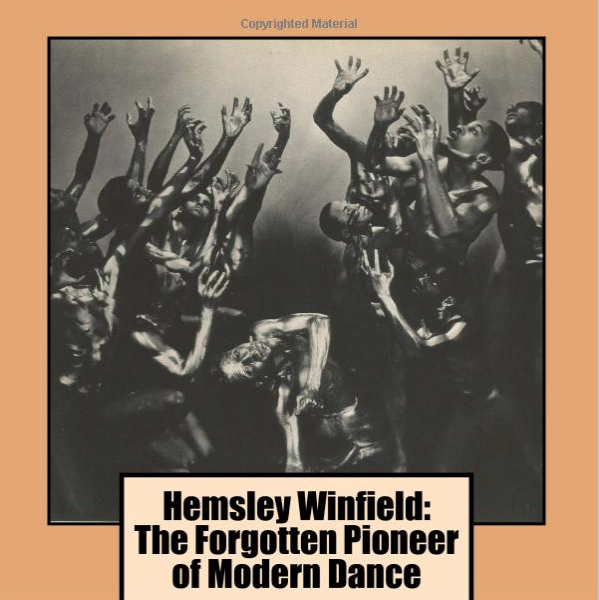 Copyrighted Material
Hemsley Winfield:
The Forgotten Pioneer
of Modern Dance